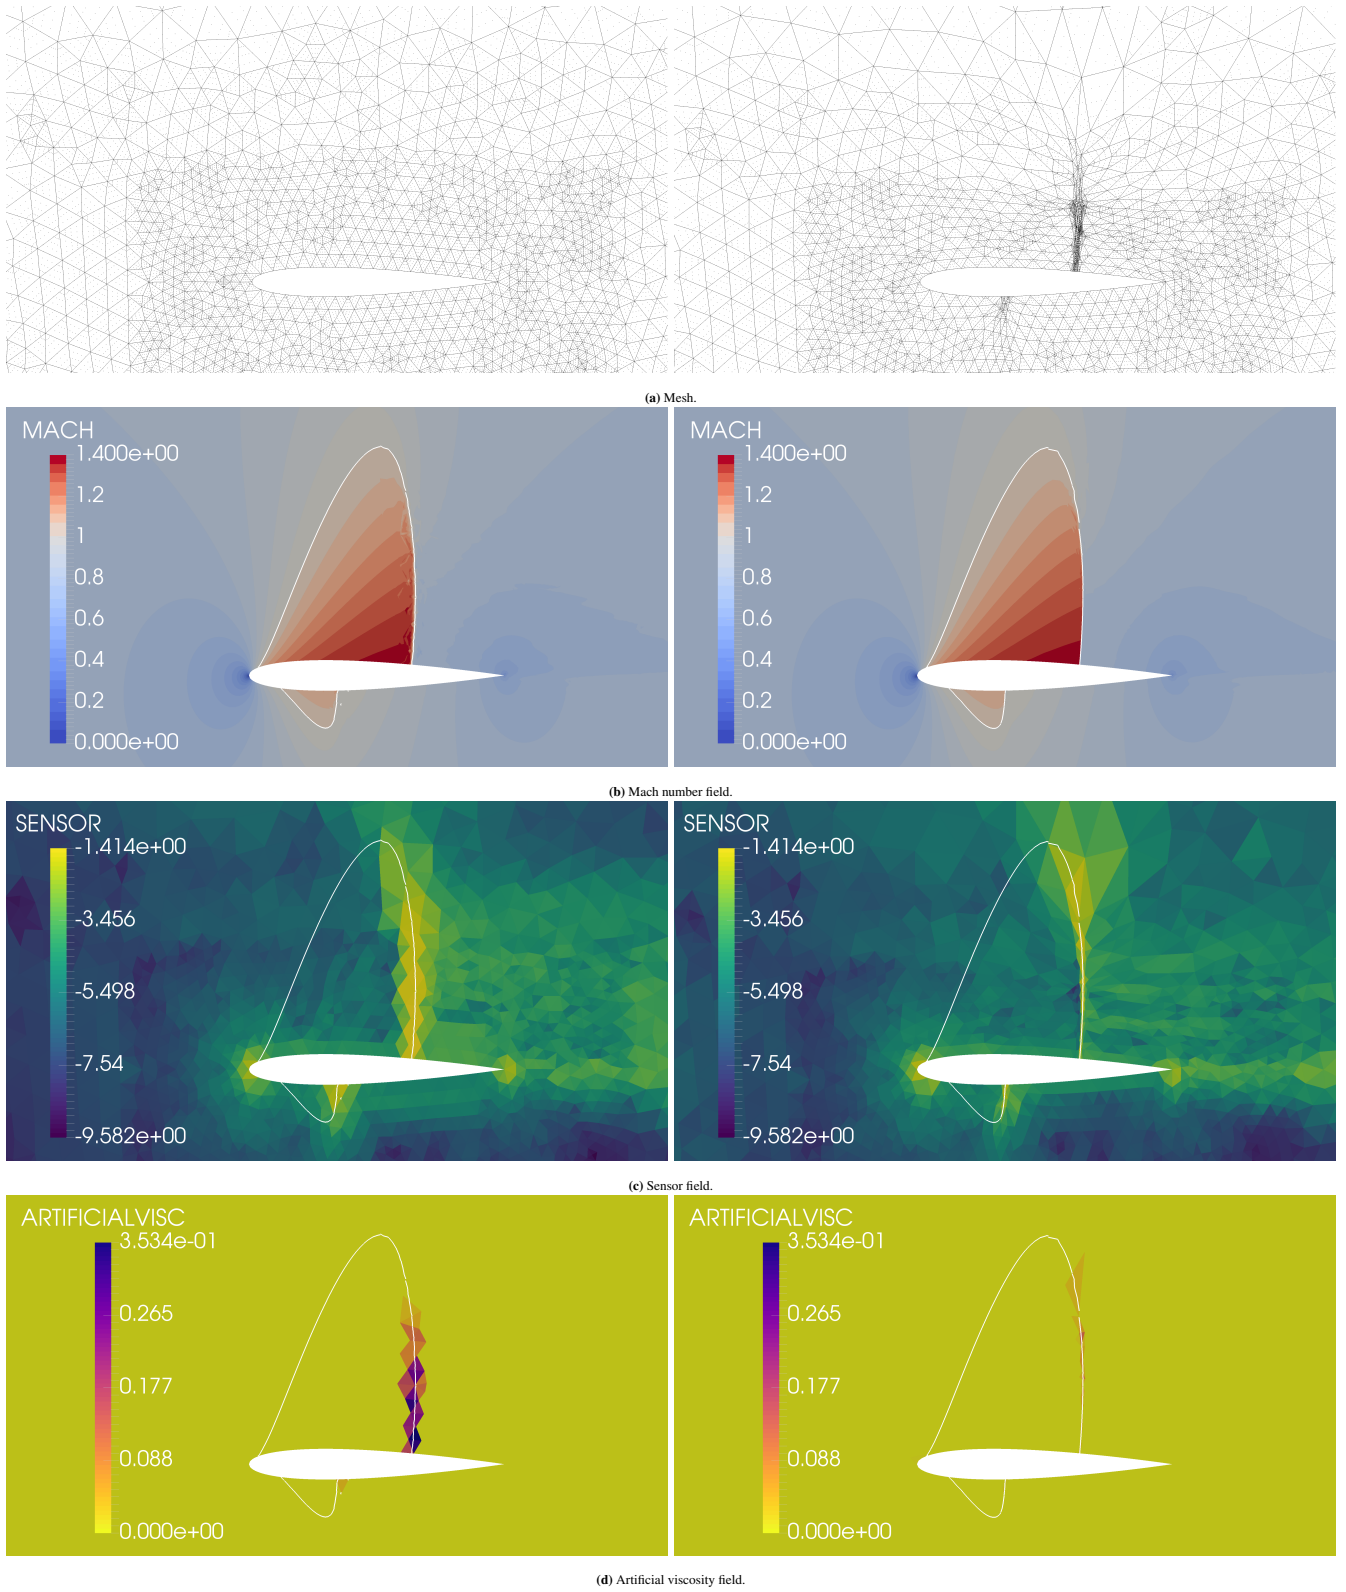 (a) Mesh.
MACH
1.400e+00
1.2
1
0.8
0.6
0.4
0.2
0.000e+00
MACH
1.400e+00
1.2
1
0.8
0.6
0.4
0.2
0.000e+00
(b) Mach number field.
SENSOR
-1.414e+00
-3.456
-5.498
-7.54
-9.582e+00
SENSOR
-1.414e+00
-3.456
-5.498
-7.54
-9.582e+00
(c) Sensor field.
ARTIFICIALVISC
3.534e-01
0.265
0.177
0.088
0.000e+00
ARTIFICIALVISC
3.534e-01
0.265
0.177
0.088
0.000e+00
(d) Artificial viscosity field.